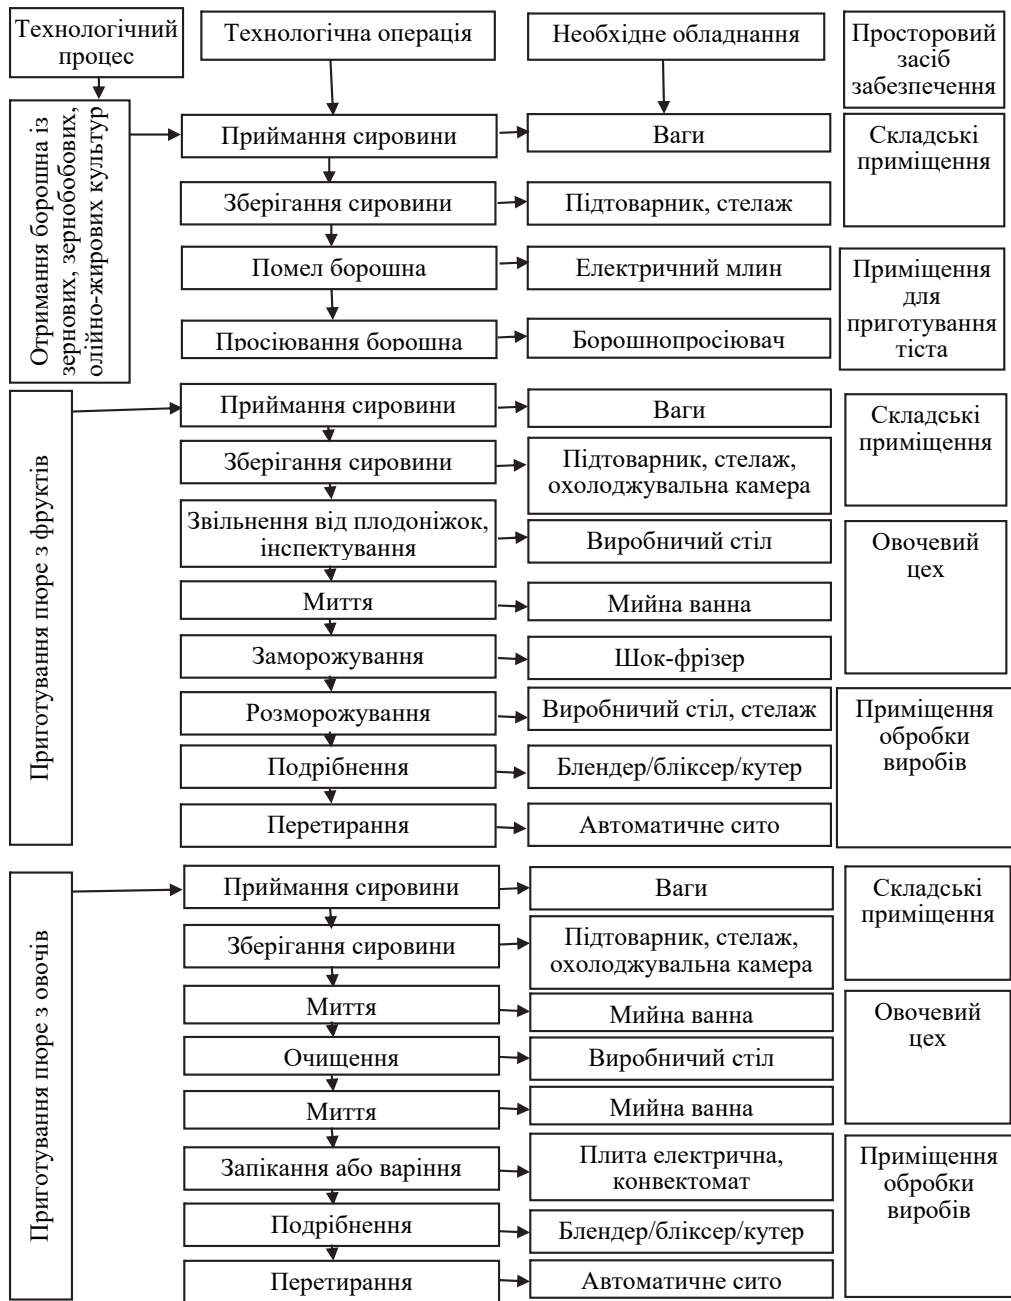 Технологічний
процес
Технологічна операція
Необхідне обладнання
Просторовий
засіб
забезпечення
Отримання борошна із
зернових, зернобобових,
олійно-жирових культур
Приймання сировини
Ваги
Складські
приміщення
Зберігання сировини
Підтоварник, стелаж
Помел борошна
Електричний млин
Приміщення
для
приготування
тіста
Просіювання борошна
Борошнопросіювач
Приготування пюре з фруктів
Приймання сировини
Ваги
Складські
приміщення
Зберігання сировини
Підтоварник, стелаж,
охолоджувальна камера
Звільнення від плодоніжок,
інспектування
Виробничий стіл
Овочевий
цех
Миття
Мийна ванна
Заморожування
Шок-фрізер
Розморожування
Виробничий стіл, стелаж
Приміщення
обробки
виробів
Подрібнення
Блендер/бліксер/кутер
Перетирання
Автоматичне сито
Приготування пюре з овочів
Приймання сировини
Ваги
Складські
приміщення
Зберігання сировини
Підтоварник, стелаж,
охолоджувальна камера
Миття
Мийна ванна
Овочевий
цех
Очищення
Виробничий стіл
Миття
Мийна ванна
Запікання або варіння
Плита електрична,
конвектомат
Приміщення
обробки
виробів
Подрібнення
Блендер/бліксер/кутер
Перетирання
Автоматичне сито